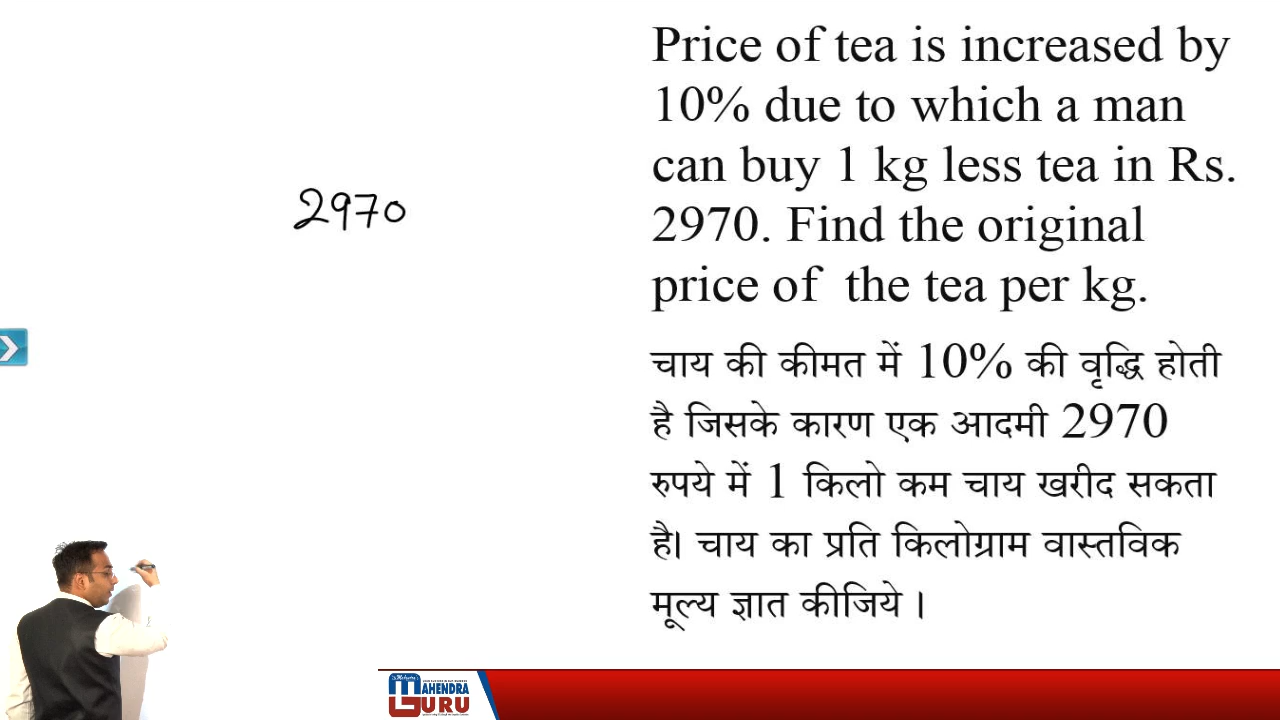 Price of tea is increased by
10% due to which a man
can buy 1 kg less tea in Rs.
2970. Find the original
price of the tea per kg.
चाय की कीमत में 10% की वृद्धि होती
है जिसके कारण एक आदमी 2970
रुपये में 1 किलो कम चाय खरीद सकता
है। चाय का प्रति किलोग्राम वास्तविक
मूल्य ज्ञात कीजिये।
2970
MAHENDRA
GURU